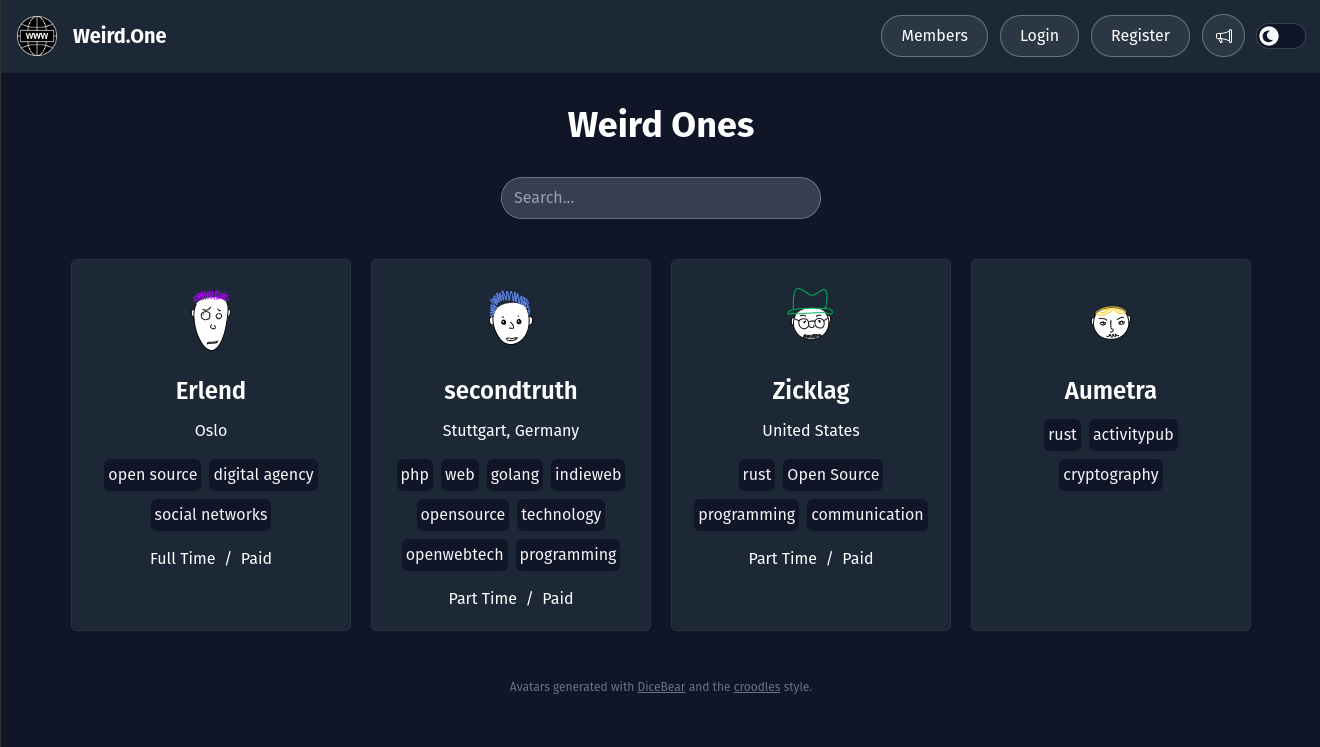 WWW Weird.One Members Login Register
Weird Ones
Search...
Erlend
Oslo
open source digital agency
social networks
Full Time / Paid
secondtruth
Stuttgart, Germany
php web golang indieweb
opensource technology
openwebtech programming
Part Time / Paid
Zicklag
United States
rust Open Source
programming communication
Part Time / Paid
Aumetra
rust activitypub
cryptography
Avatars generated with DiceBear and the croodles style.